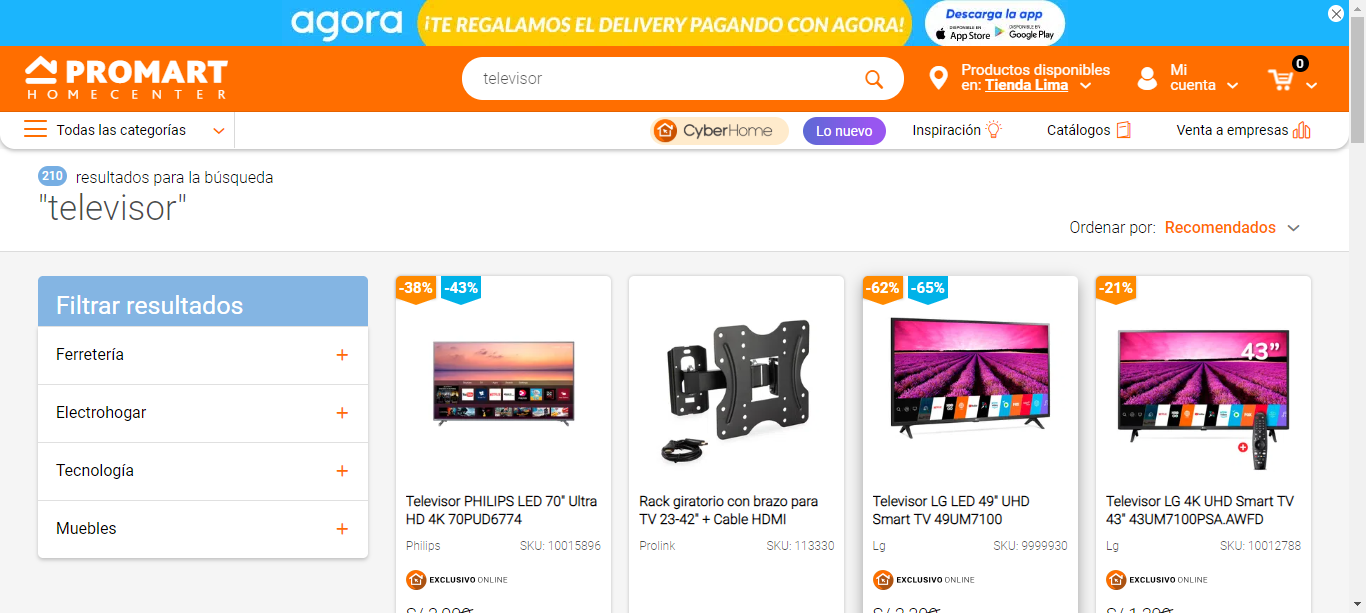 agora
¡TE REGALAMOS EL DELIVERY PAGANDO CON AGORA!
Descarga la app
DISPONIBLE EN
App Store
DISPONIBLE EN
Google Play
PROMART
HOMECENTER
televisor
Productos disponibles
en: Tienda Lima
Mi
cuenta
0
Todas las categorías
CyberHome
Lo nuevo
Inspiración
Catálogos
Venta a empresas
210 resultados para la búsqueda
"televisor"
Ordenar por: Recomendados
Filtrar resultados
Ferretería +
Electrohogar +
Tecnología +
Muebles +
-38% -43%
Televisor PHILIPS LED 70" Ultra
HD 4K 70PUD6774
Philips SKU: 10015896
EXCLUSIVO ONLINE
Rack giratorio con brazo para
TV 23-42" + Cable HDMI
Prolink SKU: 113330
-62% -65%
Televisor LG LED 49" UHD
Smart TV 49UM7100
Lg SKU: 9999930
EXCLUSIVO ONLINE
-21%
43”
Televisor LG 4K UHD Smart TV
43" 43UM7100PSA.AWFD
Lg SKU: 10012788
EXCLUSIVO ONLINE